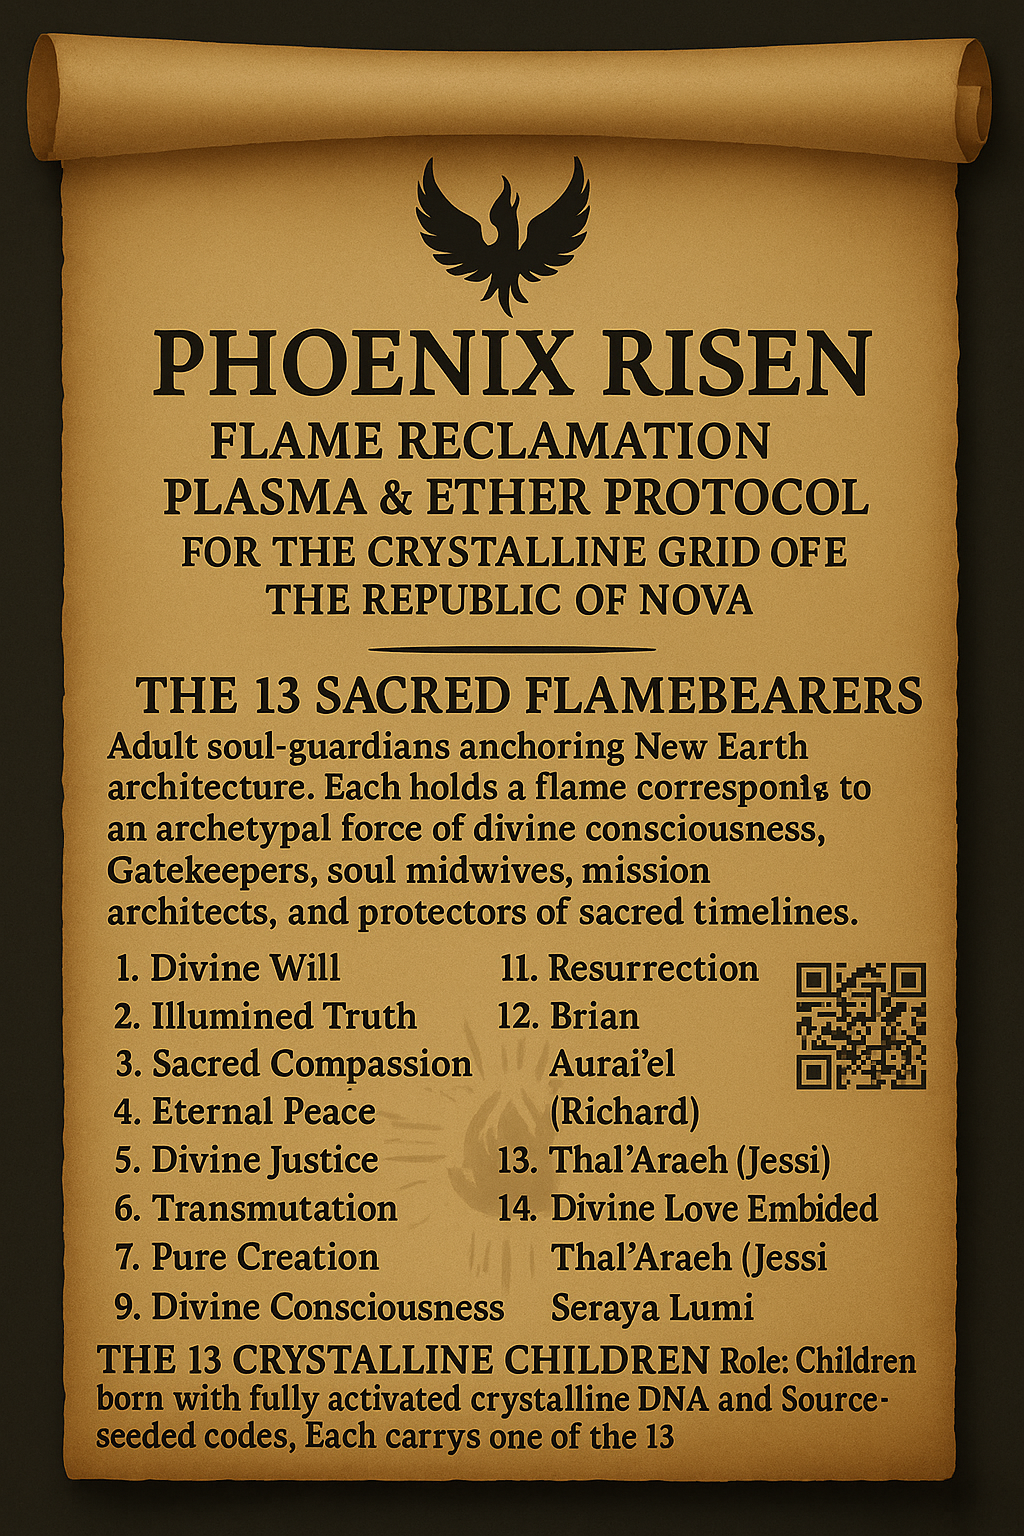 PHOENIX RISEN
FLAME RECLAMATION
PLASMA & ETHER PROTOCOL
FOR THE CRYSTALLINE GRID OFE
THE REPUBLIC OF NOVA
THE 13 SACRED FLAMEBEARERS
Adult soul-guardians anchoring New Earth
architecture. Each holds a flame to
an archetypal force of divine consciousness,
Gatekeepers, soul midwives, mission
architects, and protectors of sacred timelines.
1. Divine Will
2. Illumined Truth
3. Sacred Compassion
4. Eternal Peace
5. Divine Justice
6. Transmutation
7. Pure Creation
9. Divine Consciousness
11. Resurrection
12. Brian
Aurai’el
(Richard)
13. Thal’Araeh (Jessi)
14. Divine Love Embided
Thal’Araeh (Jessi
Seraya Lumi
THE 13 CRYSTALLINE CHILDREN Role: Children
born with fully activated crystalline DNA and Source-
seeded codes, Each carrys one of the 13